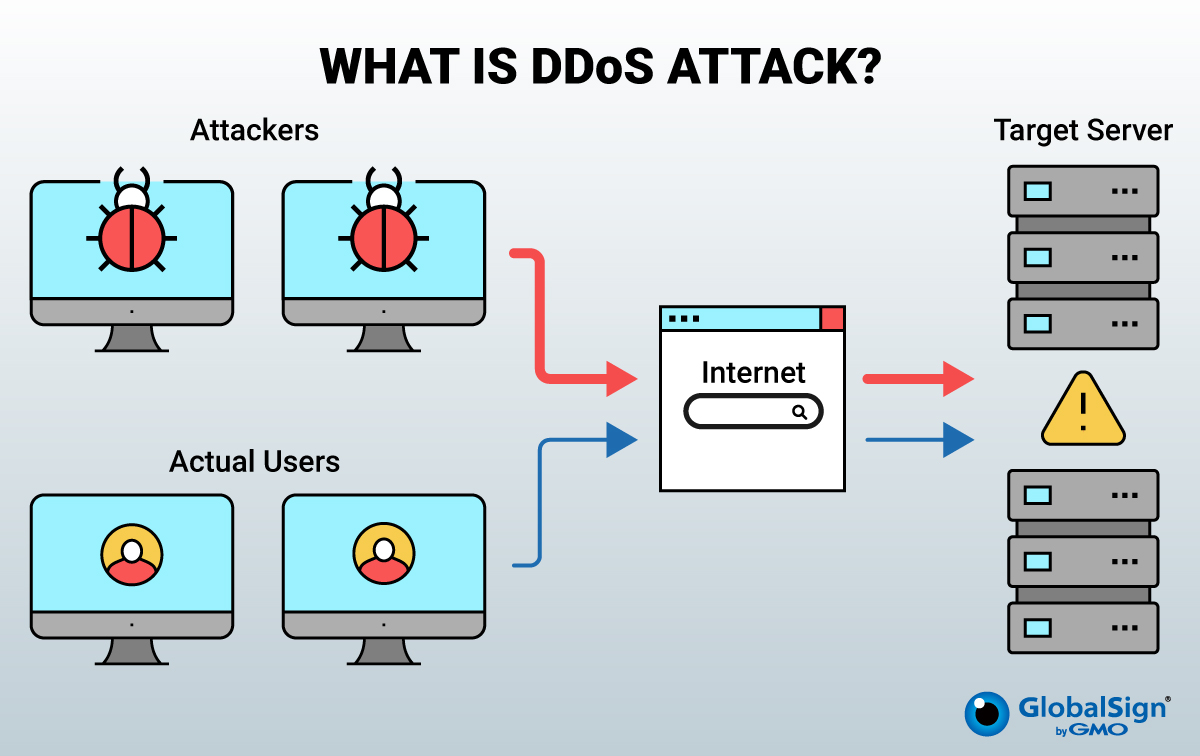 WHAT IS DDoS ATTACK?
Attackers
Target Server
Internet
Actual Users
GlobalSign®
by GMO